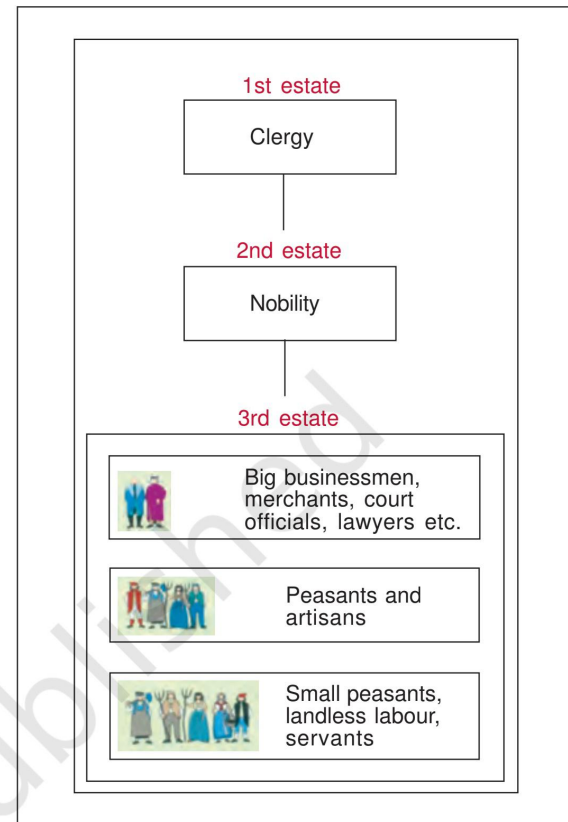 1st estate
Clergy
2nd estate
Nobility
3rd estate
Big businessmen,
merchants, court
officials, lawyers etc.
Peasants and
artisans
Small peasants,
landless labour,
servants